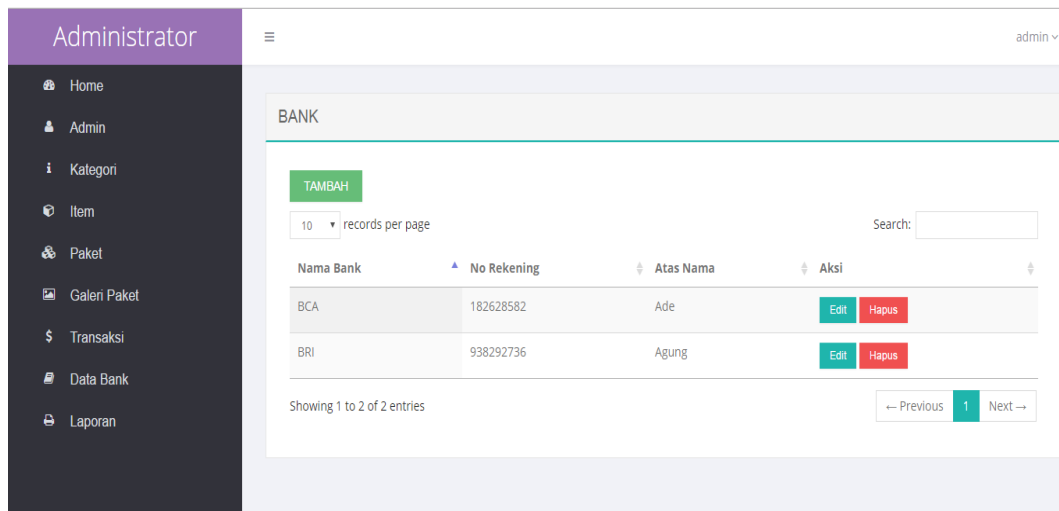 Administrator
admin
Home
Admin
Kategori
Item
Paket
Galeri Paket
Transaksi
Data Bank
Laporan
BANK
TAMBAH
10 records per page Search:
Nama Bank No Rekening Atas Nama Aksi
BCA 182628582 Ade Edit Hapus
BRI 938292736 Agung Edit Hapus
Showing 1 to 2 of 2 entries ← Previous 1 Next →